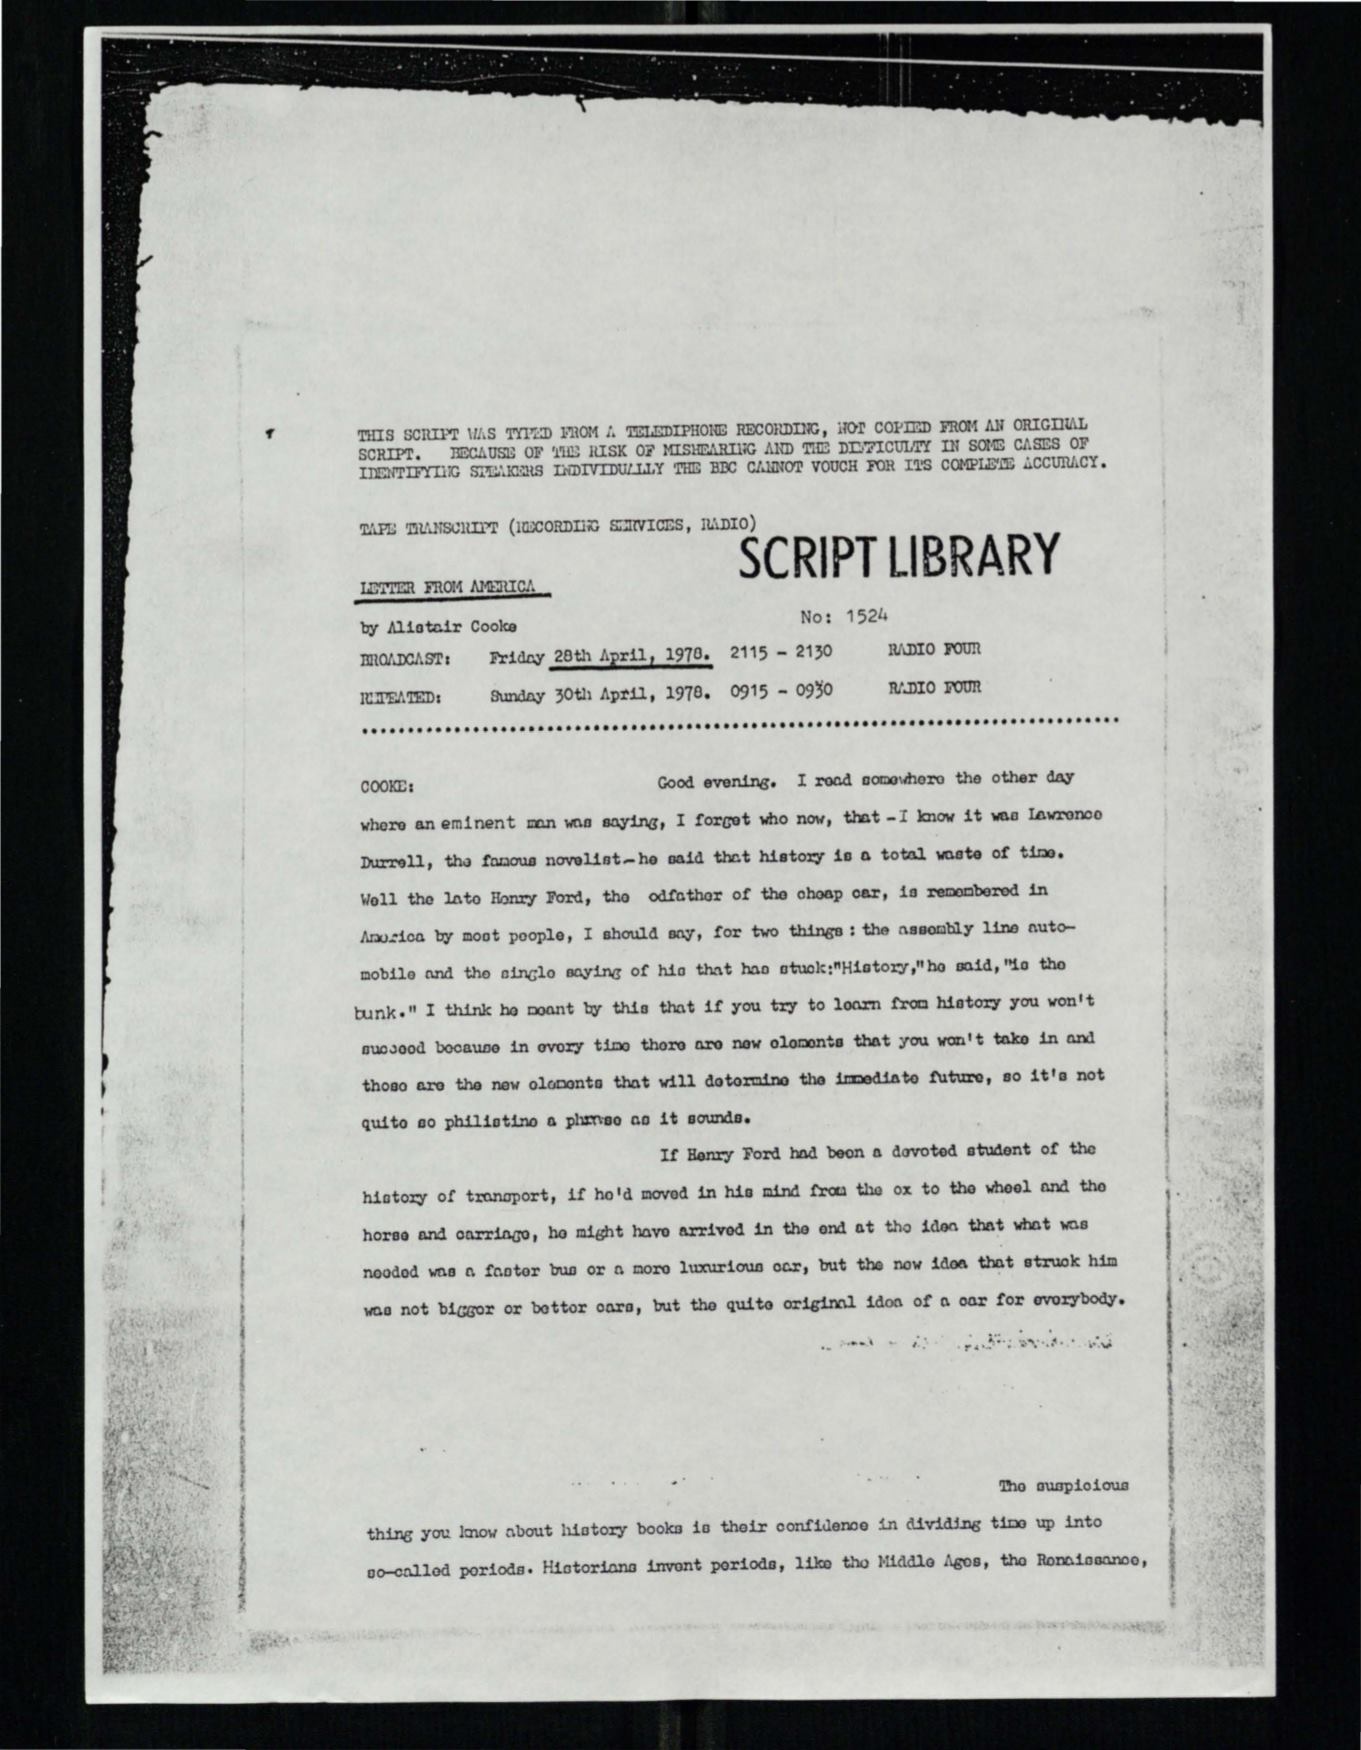 THIS SCRIPT WAS TYPED FROM A TELEDIPHONE RECORDING, NOT COPIED FROM AN ORIGINAL
SCRIPT. BECAUSE OF THE RISK OF MISHEARING AND THE DIFFICULTY IN SOME CASES OF
IDENTIFYING SPEAKERS INDIVIDUALLY THE BBC CANNOT VOUCH FOR ITS COMPLETE ACCURACY.
TAPE TRANSCRIPT (RECORDING SERVICES, RADIO)
SCRIPT LIBRARY
LETTER FROM AMERICA
No: 1524
by Alistair Cooke
BROADCAST: Friday 28th April, 1978. 2115 - 2130 RADIO FOUR
REPEATED: Sunday 30th April, 1978. 0915 - 0930 RADIO FOUR
COOKE: Good evening. I read somewhere the other day
where an eminent man was saying, I forget who now, that - I know it was Lawrence
Durrell, the famous novelist - he said that history is a total waste of time.
Well the late Henry Ford, the odfather of the cheap car, is remembered in
America by most people, I should say, for two things : the assembly line auto-
mobile and the single saying of his that has stuck:"History,"he said,"is the
bunk." I think he meant by this that if you try to learn from history you won't
succeed because in every time there are new elements that you won't take in and
those are the new elements that will determine the immediate future, so it's not
quite so philistine a phrase as it sounds.
If Henry Ford had been a devoted student of the
history of transport, if he'd moved in his mind from the ox to the wheel and the
horse and carriage, he might have arrived in the end at the idea that what was
needed was a faster bus or a more luxurious car, but the new idea that struck him
was not bigger or better cars, but the quite original idea of a car for everybody.
The suspicious
thing you know about history books is their confidence in dividing time up into
so-called periods. Historians invent periods, like the Middle Ages, the Renaissance,